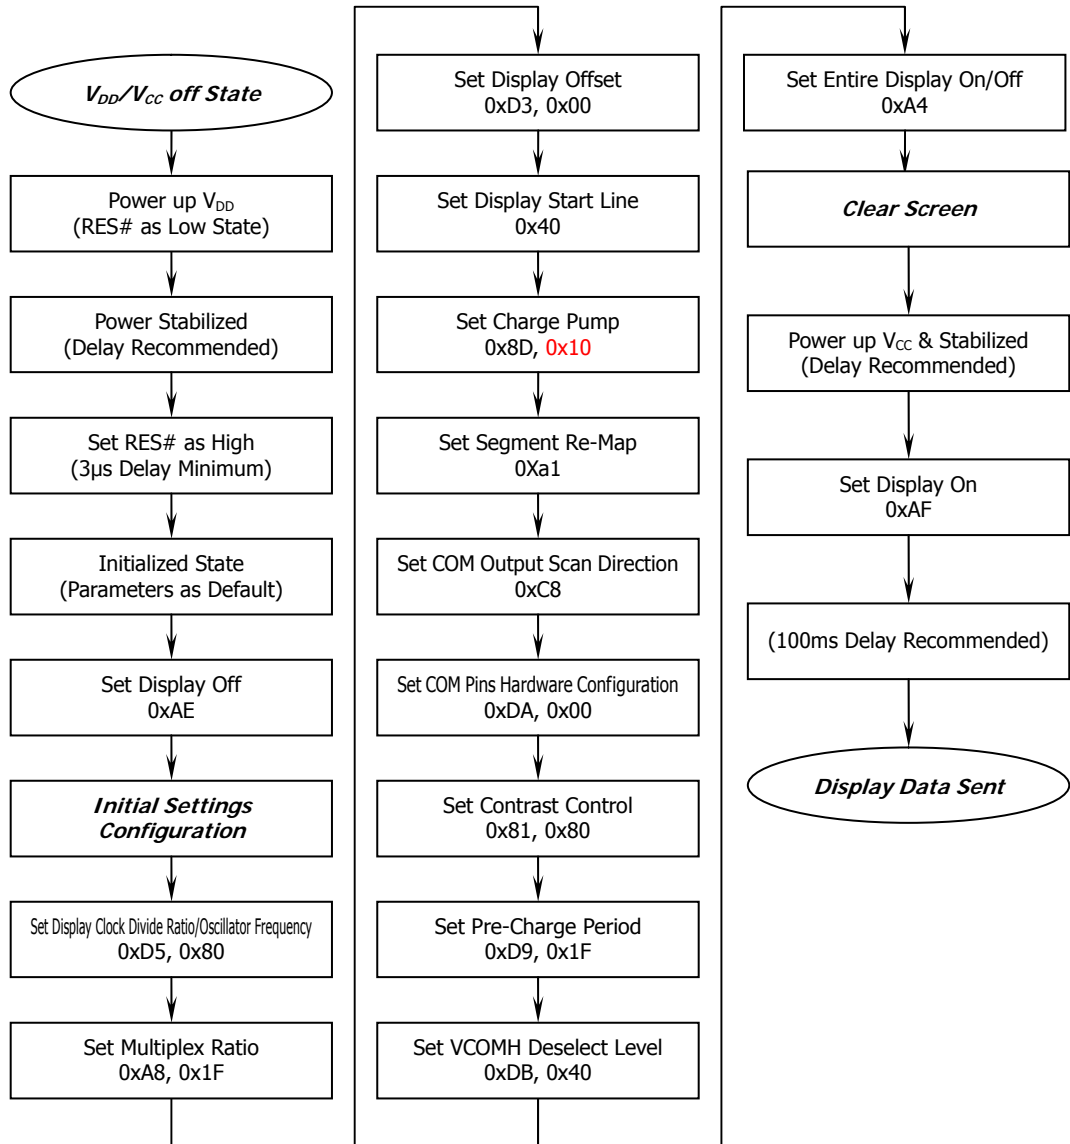 V_DD/V_CC off State
Power up V_DD
(RES# as Low State)
Power Stabilized
(Delay Recommended)
Set RES# as High
(3μs Delay Minimum)
Initialized State
(Parameters as Default)
Set Display Off
0xAE
Initial Settings
Configuration
Set Display Clock Divide Ratio/Oscillator Frequency
0xD5, 0x80
Set Multiplex Ratio
0xA8, 0x1F
Set Display Offset
0xD3, 0x00
Set Display Start Line
0x40
Set Charge Pump
0x8D, 0x10
Set Segment Re-Map
0Xa1
Set COM Output Scan Direction
0xC8
Set COM Pins Hardware Configuration
0xDA, 0x00
Set Contrast Control
0x81, 0x80
Set Pre-Charge Period
0xD9, 0x1F
Set VCOMH Deselect Level
0xDB, 0x40
Set Entire Display On/Off
0xA4
Clear Screen
Power up V_CC & Stabilized
(Delay Recommended)
Set Display On
0xAF
(100ms Delay Recommended)
Display Data Sent